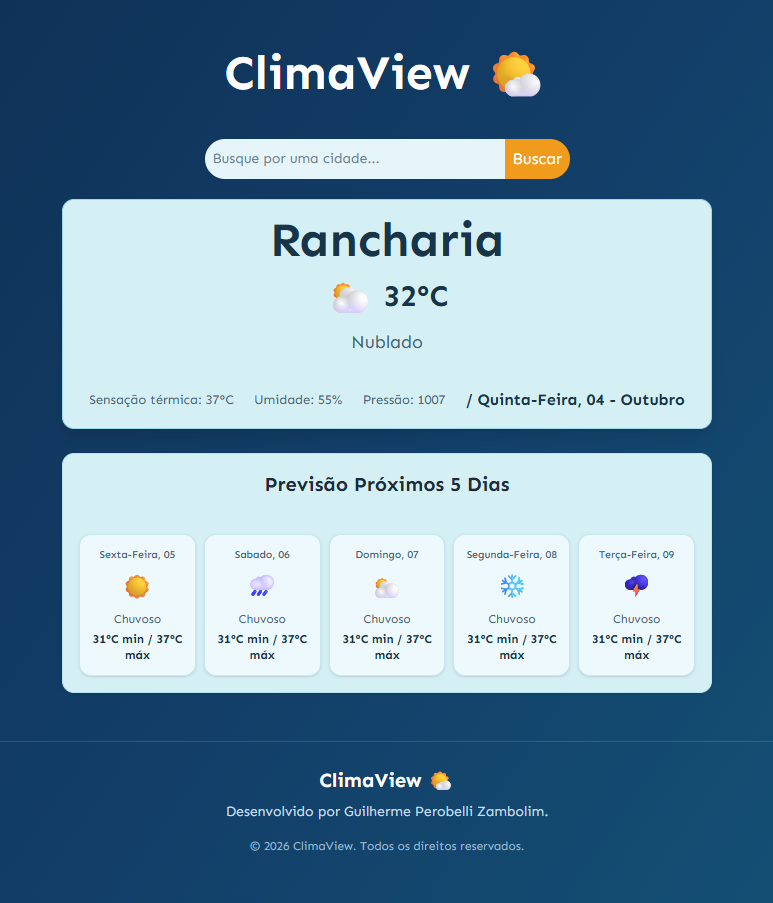 ClimaView
Busque por uma cidade...
Buscar
Rancharia
32°C
Nublado
Sensação térmica: 37°C
Umidade: 55%
Pressão: 1007
/ Quinta-Feira, 04 - Outubro
Previsão Próximos 5 Dias
Sexta-Feira, 05
Chuvoso
31°C min / 37°C
máx
Sabado, 06
Chuvoso
31°C min / 37°C
máx
Domingo, 07
Chuvoso
31°C min / 37°C
máx
Segunda-Feira, 08
Chuvoso
31°C min / 37°C
máx
Terça-Feira, 09
Chuvoso
31°C min / 37°C
máx
ClimaView
Desenvolvido por Guilherme Perobelli Zambolim.
© 2026 ClimaView. Todos os direitos reservados.